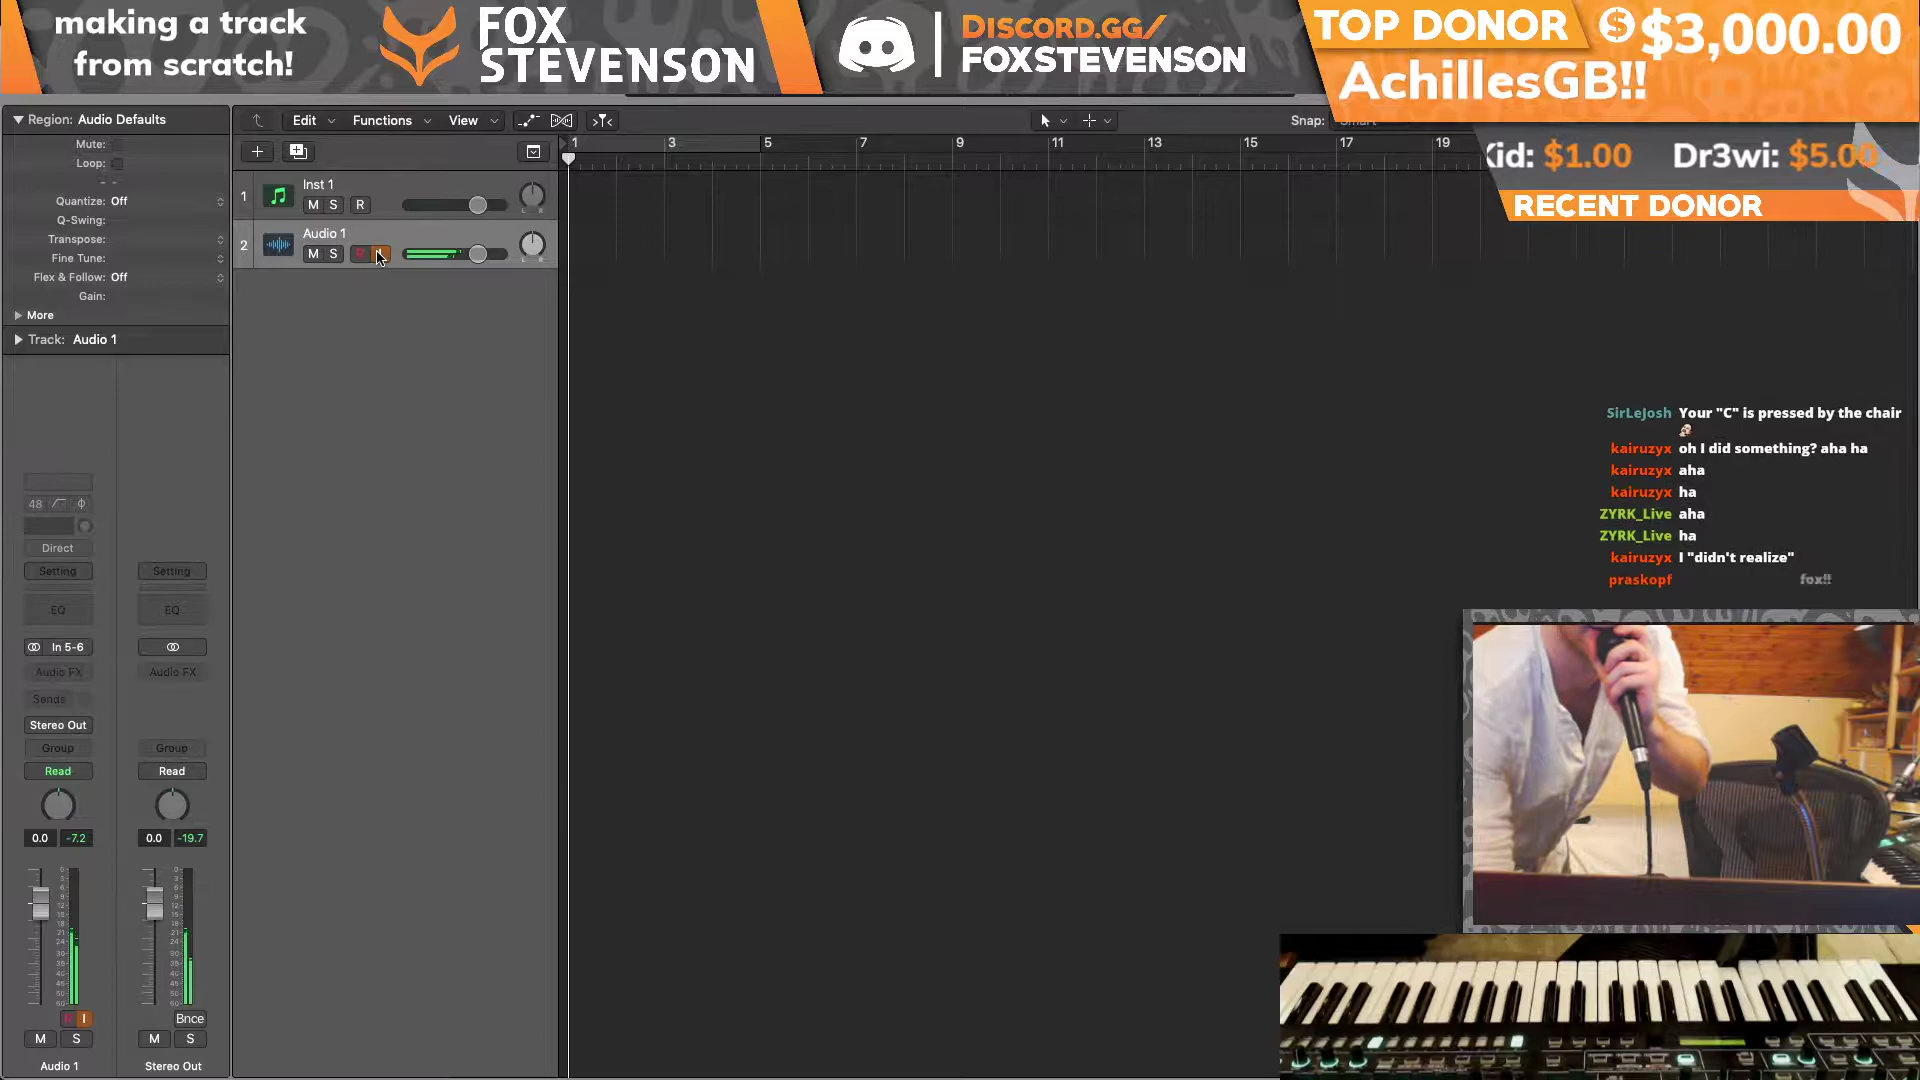 making a track
from scratch!
FOX
STEVENSON
Discord.gg/
FOXSTEVENSON
TOP DONOR
$3,000.00
AchillesGB!!
Kid: $1.00 Dr3wi: $5.00
RECENT DONOR
Region: Audio Defaults
Mute:
Loop:
Quantize: Off
Q-Swing:
Transpose:
Fine Tune:
Flex & Follow: Off
Gain:
More
Track: Audio 1
Edit Functions View Snap: Smart
1 3 5 7 9 11 13 15 17 19
1 Inst 1
M S R
2 Audio 1
M S R I
SirLeJosh Your "C" is pressed by the chair
kairuzyx oh I did something? aha ha
kairuzyx aha
kairuzyx ha
ZYRK_Live aha
ZYRK_Live ha
kairuzyx I "didn't realize"
praskopf fox!!
48
Direct
Setting Setting
EQ EQ
In 5-6
Audio FX Audio FX
Sends
Stereo Out
Group Group
Read Read
0.0 -7.2 0.0 -19.7
R I Bnce
M S M S
Audio 1 Stereo Out